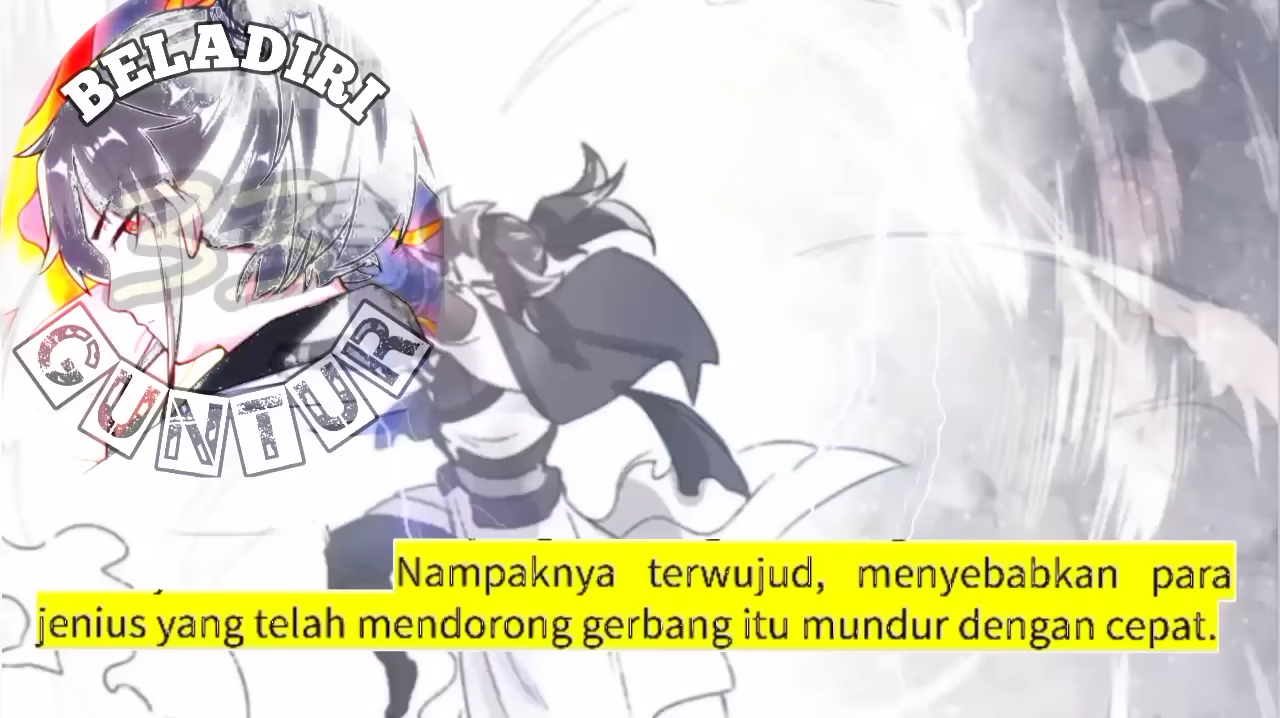 BELADIRI
GUNTUR
Nampaknya terwujud, menyebabkan para
jenius yang telah mendorong gerbang itu mundur dengan cepat.